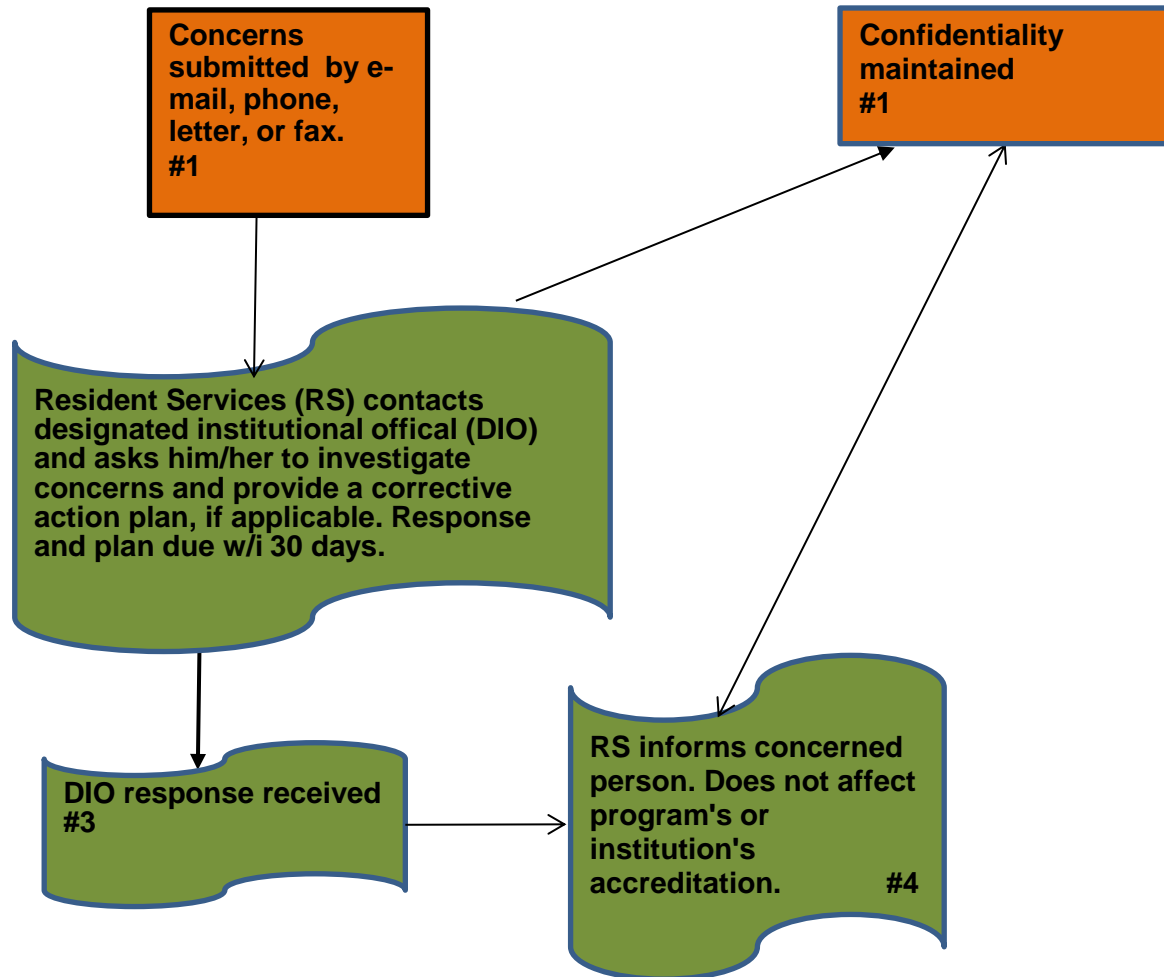 Concerns
submitted by e-
mail, phone,
letter, or fax.
#1
Confidentiality
maintained
#1
Resident Services (RS) contacts
designated institutional offical (DIO)
and asks him/her to investigate
concerns and provide a corrective
action plan, if applicable. Response
and plan due w/i 30 days.
DIO response received
#3
RS informs concerned
person. Does not affect
program's or
institution's
accreditation. #4